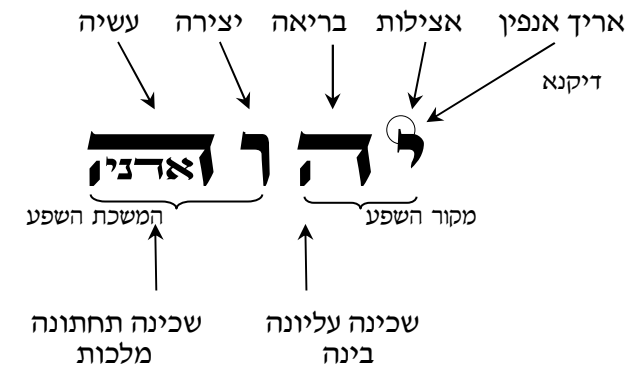 אריך אנפין אצילות בריאה יצירה עשיה
דיקנא
יהוה
אדני
מקור השפע המשכת השפע
שכינה עליונה שכינה תחתונה
בינה מלכות